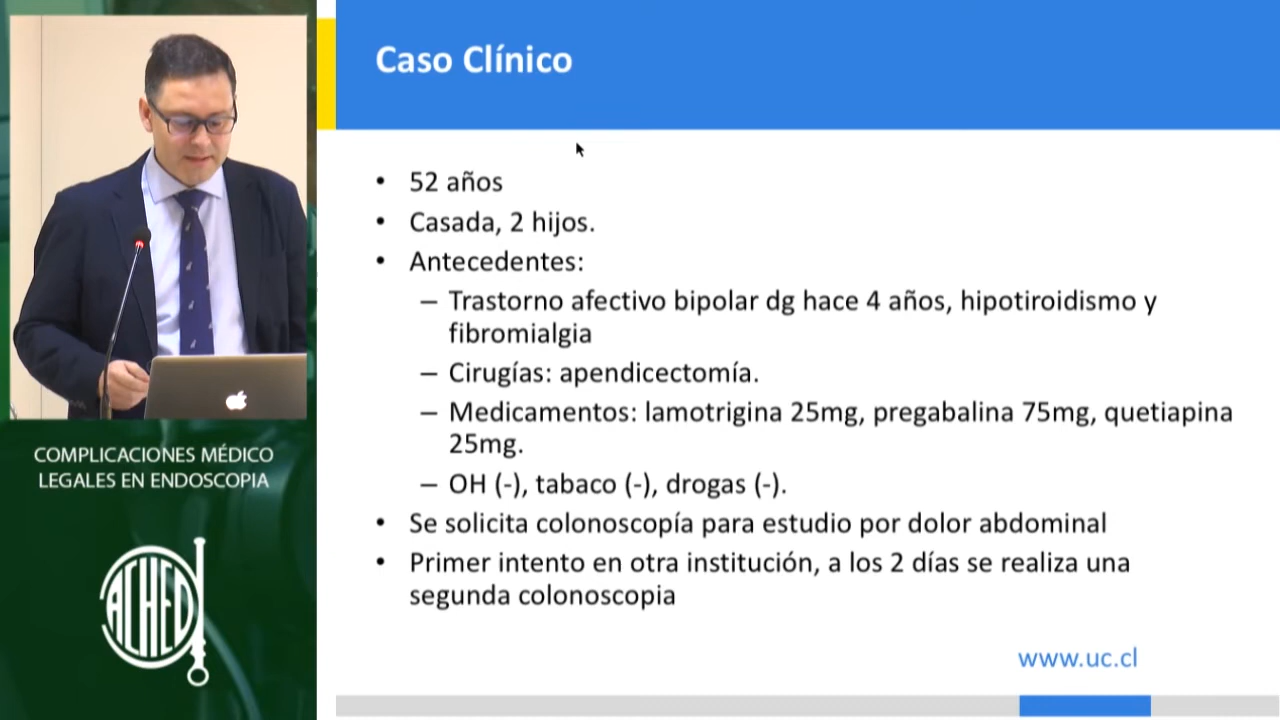 Caso Clínico
• 52 años
• Casada, 2 hijos.
• Antecedentes:
– Trastorno afectivo bipolar dg hace 4 años, hipotiroidismo y
fibromialgia
– Cirugías: apendicectomía.
– Medicamentos: lamotrigina 25mg, pregabalina 75mg, quetiapina
25mg.
– OH (-), tabaco (-), drogas (-).
• Se solicita colonoscopía para estudio por dolor abdominal
• Primer intento en otra institución, a los 2 días se realiza una
segunda colonoscopia
www.uc.cl
COMPLICACIONES MÉDICO
LEGALES EN ENDOSCOPIA
ACHED